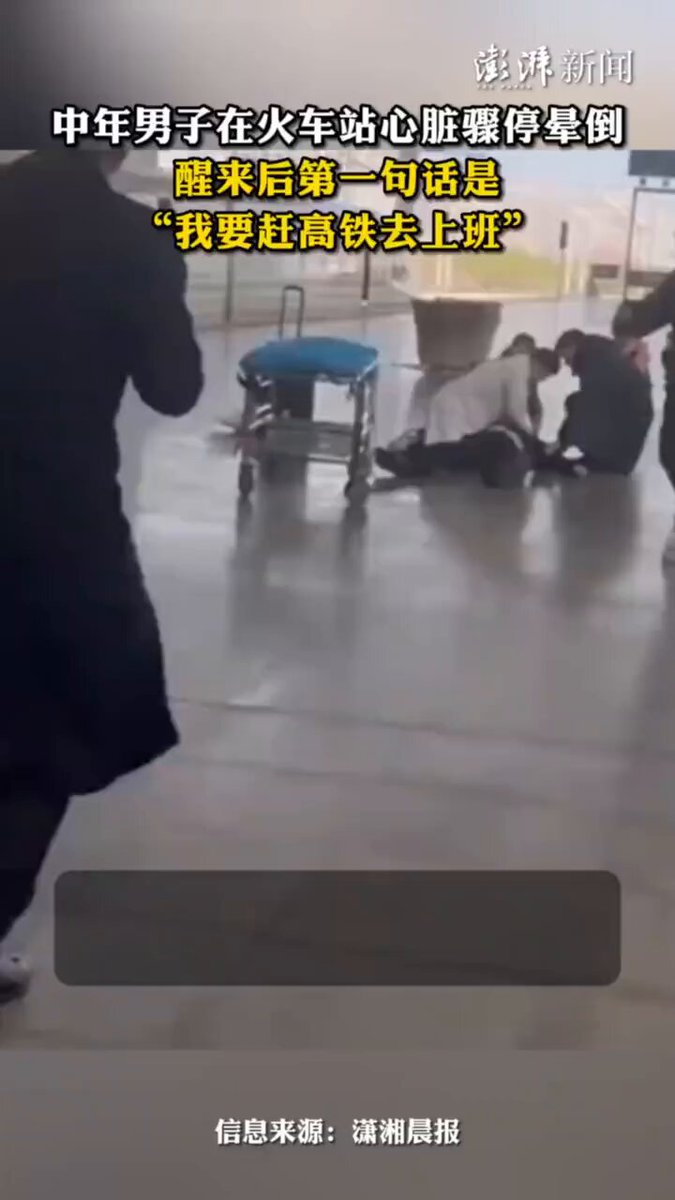 澎湃新闻
THE PAPER
中年男子在火车站心脏骤停晕倒
醒来后第一句话是
“我要赶高铁去上班”
信息来源：潇湘晨报